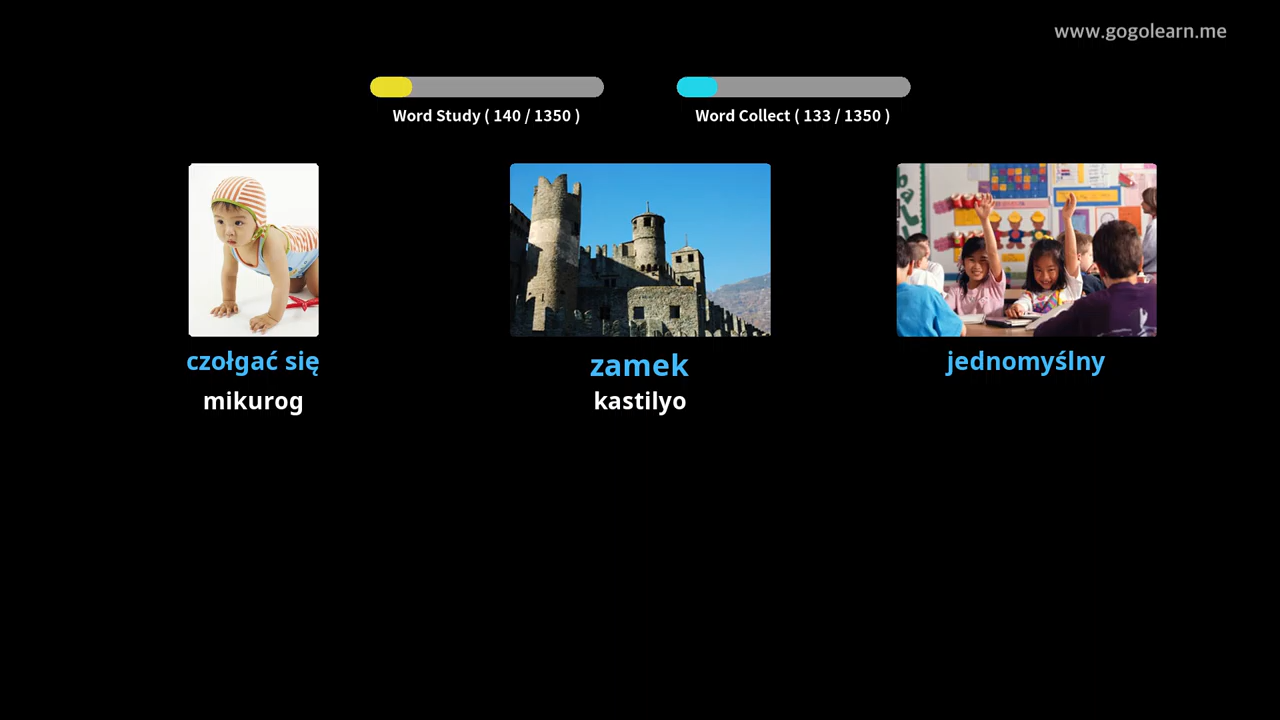 www.gogolearn.me
Word Study ( 140 / 1350 )
Word Collect ( 133 / 1350 )
czołgać się
mikurog
zamek
kastilyo
jednomyślny